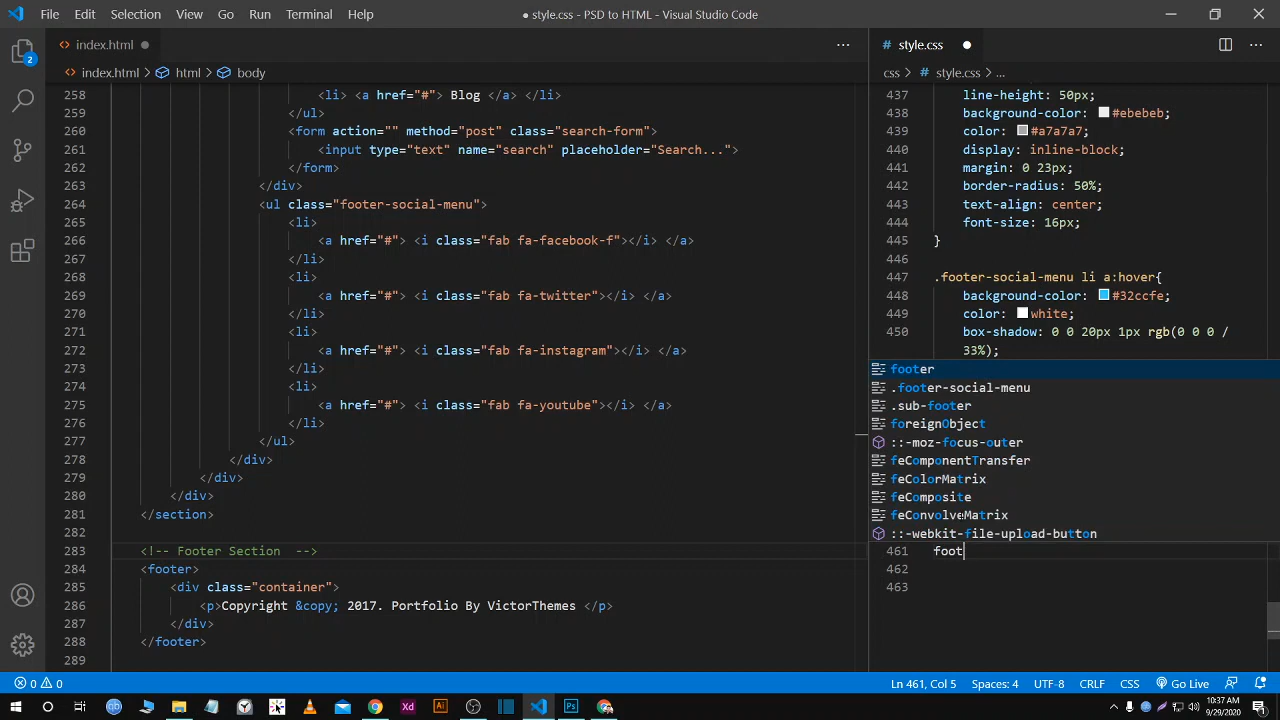 File Edit Selection View Go Run Terminal Help
● style.css - PSD to HTML - Visual Studio Code
index.html ●
index.html > html > body
258 <li> <a href="#"> Blog </a> </li>
259 </ul>
260 <form action="" method="post" class="search-form">
261 <input type="text" name="search" placeholder="Search...">
262 </form>
263 </div>
264 <ul class="footer-social-menu">
265 <li>
266 <a href="#"> <i class="fab fa-facebook-f"></i> </a>
267 </li>
268 <li>
269 <a href="#"> <i class="fab fa-twitter"></i> </a>
270 </li>
271 <li>
272 <a href="#"> <i class="fab fa-instagram"></i> </a>
273 </li>
274 <li>
275 <a href="#"> <i class="fab fa-youtube"></i> </a>
276 </li>
277 </ul>
278 </div>
279 </div>
280 </div>
281 </section>
282
283 <!-- Footer Section -->
284 <footer>
285 <div class="container">
286 <p>Copyright &copy; 2017. Portfolio By VictorThemes </p>
287 </div>
288 </footer>
289
# style.css ●
css > # style.css > ...
437 line-height: 50px;
438 background-color: #ebebeb;
439 color: #a7a7a7;
440 display: inline-block;
441 margin: 0 23px;
442 border-radius: 50%;
443 text-align: center;
444 font-size: 16px;
445 }
446
447 .footer-social-menu li a:hover{
448 background-color: #32ccfe;
449 color: white;
450 box-shadow: 0 0 20px 1px rgb(0 0 0 /
33%);
footer
.footer-social-menu
.sub-footer
foreignObject
::-moz-focus-outer
feComponentTransfer
feColorMatrix
feComposite
feConvolveMatrix
::-webkit-file-upload-button
461 foot
462
463
2
0 0
Ln 461, Col 5 Spaces: 4 UTF-8 CRLF CSS Go Live
Xd Ai Ps
10:37 AM
9/29/2020